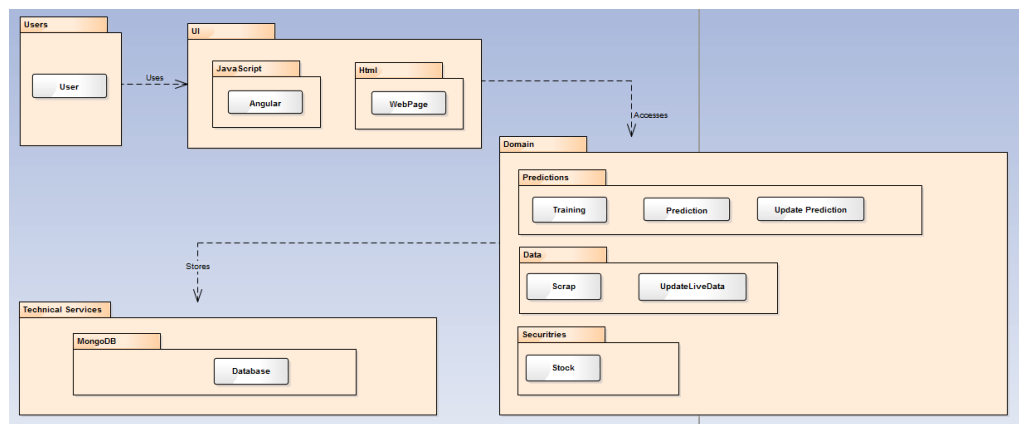 Users
User
Uses
UI
JavaScript
Angular
Html
WebPage
Accesses
Domain
Predictions
Training
Prediction
Update Prediction
Data
Scrap
UpdateLiveData
Securitries
Stock
Stores
Technical Services
MongoDB
Database